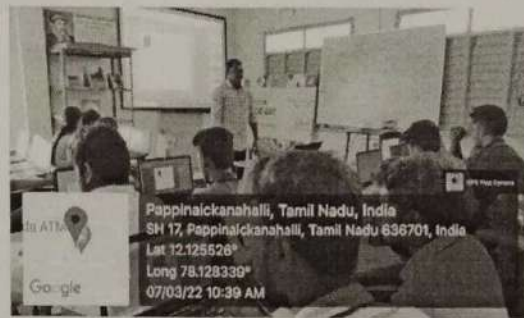 GPS Map Camera
Pappinaickanahalli, Tamil Nadu, India
SH 17, Pappinaickanahalli, Tamil Nadu 636701, India
Lat 12.125526°
Long 78.128339°
07/03/22 10:39 AM
ATM
Google